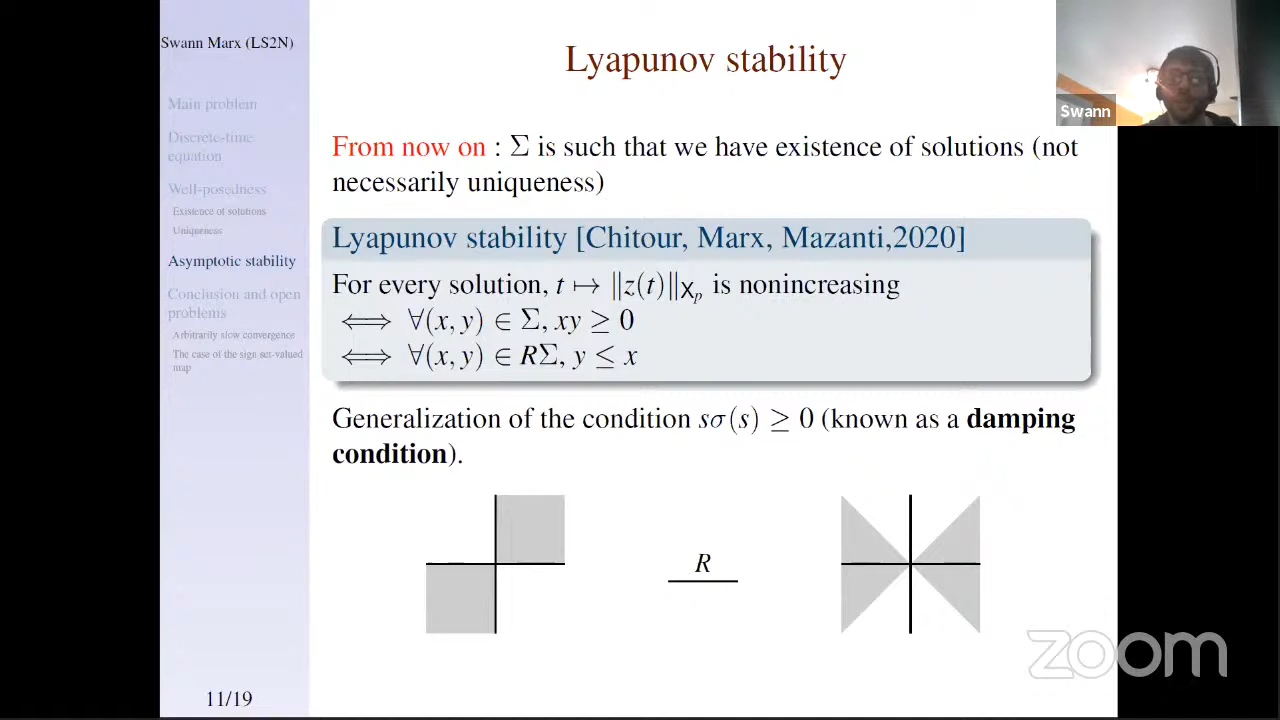 Swann Marx (LS2N)
Main problem
Discrete-time
equation
Well-posedness
Existence of solutions
Uniqueness
Asymptotic stability
Conclusion and open
problems
Arbitrarily slow convergence
The case of the sign set-valued
map
11/19
Lyapunov stability
Swann
From now on : Σ is such that we have existence of solutions (not
necessarily uniqueness)
Lyapunov stability [Chitour, Marx, Mazanti,2020]
For every solution, t ↦ ‖z(t)‖_{X_p} is nonincreasing
⟺ ∀(x, y) ∈ Σ, xy ≥ 0
⟺ ∀(x, y) ∈ RΣ, y ≤ x
Generalization of the condition sσ(s) ≥ 0 (known as a damping
condition).
R
zoom